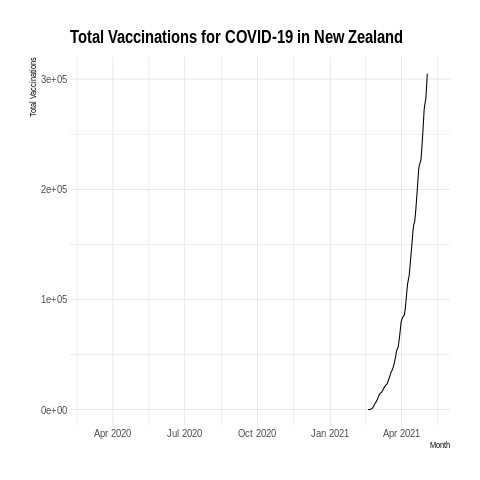 Total Vaccinations for COVID-19 in New Zealand
Total Vaccinations
3e+05
2e+05
1e+05
0e+00
Apr 2020 Jul 2020 Oct 2020 Jan 2021 Apr 2021
Month